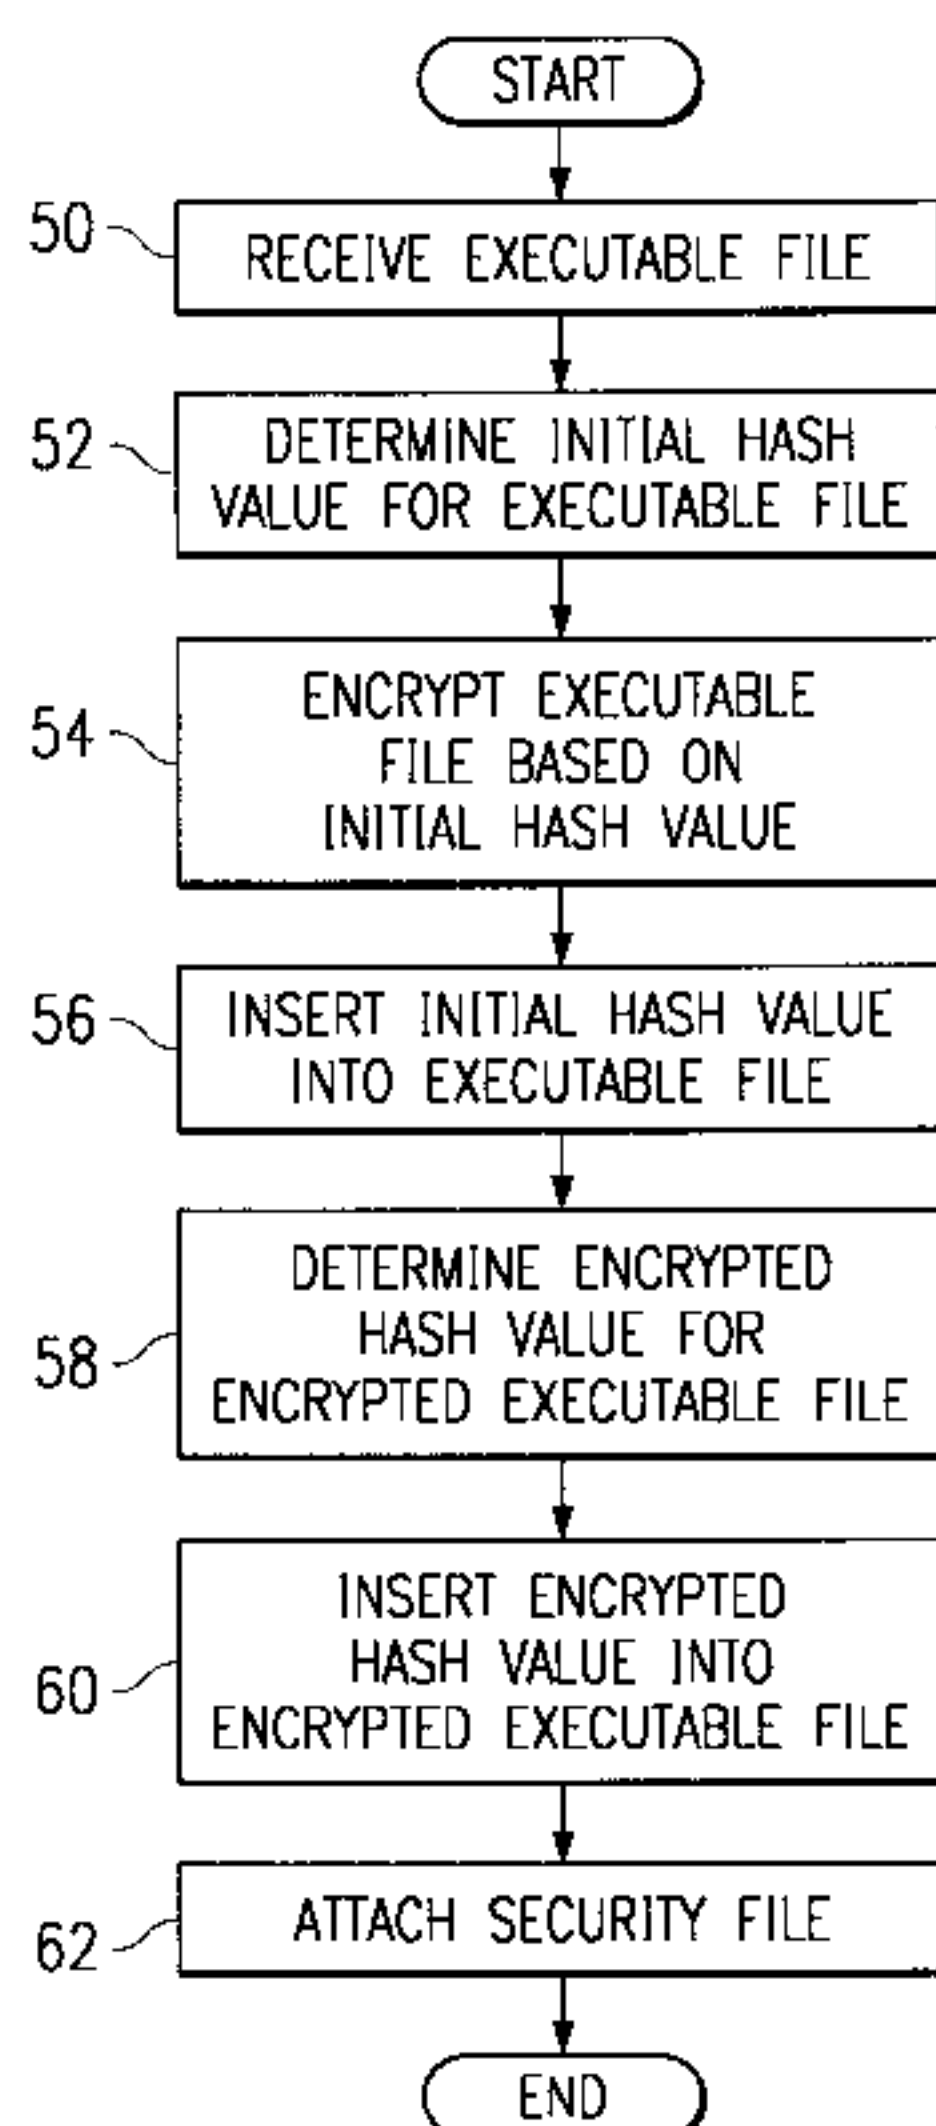 START
50
RECEIVE EXECUTABLE FILE
52
DETERMINE INITIAL HASH
VALUE FOR EXECUTABLE FILE
54
ENCRYPT EXECUTABLE
FILE BASED ON
INITIAL HASH VALUE
56
INSERT INITIAL HASH VALUE
INTO EXECUTABLE FILE
58
DETERMINE ENCRYPTED
HASH VALUE FOR
ENCRYPTED EXECUTABLE FILE
60
INSERT ENCRYPTED
HASH VALUE INTO
ENCRYPTED EXECUTABLE FILE
62
ATTACH SECURITY FILE
END